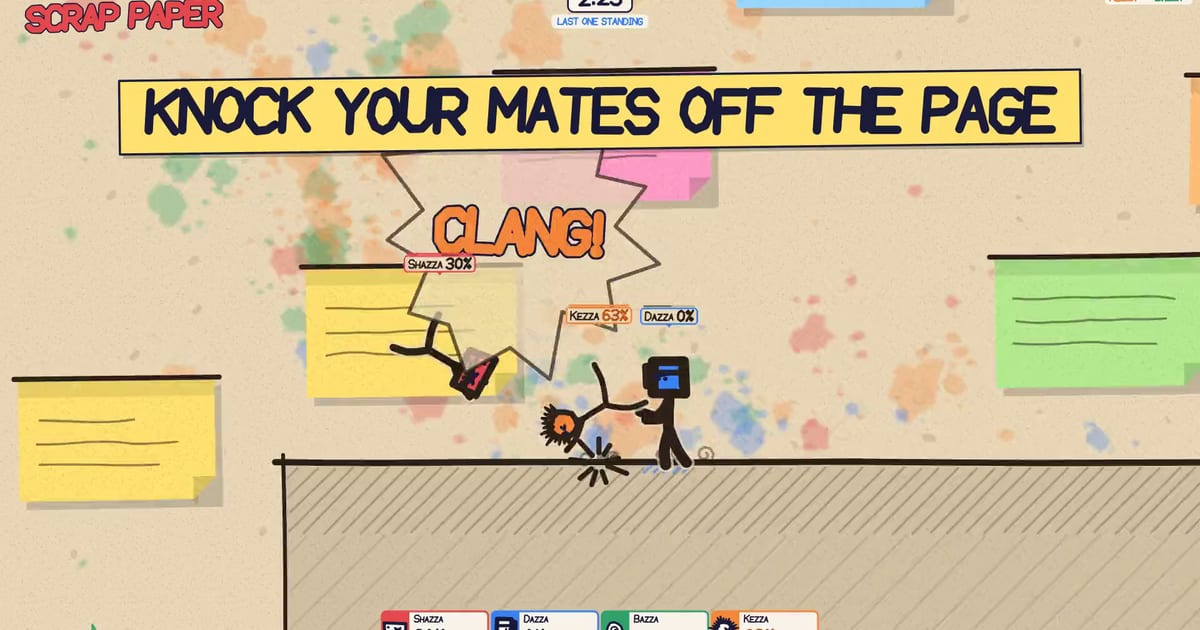 SCRAP PAPER
2:23
LAST ONE STANDING
KNOCK YOUR MATES OFF THE PAGE
CLANG!
SHAZZA 30%
KEZZA 63%
DAZZA 0%
SHAZZA
DAZZA
BAZZA
KEZZA